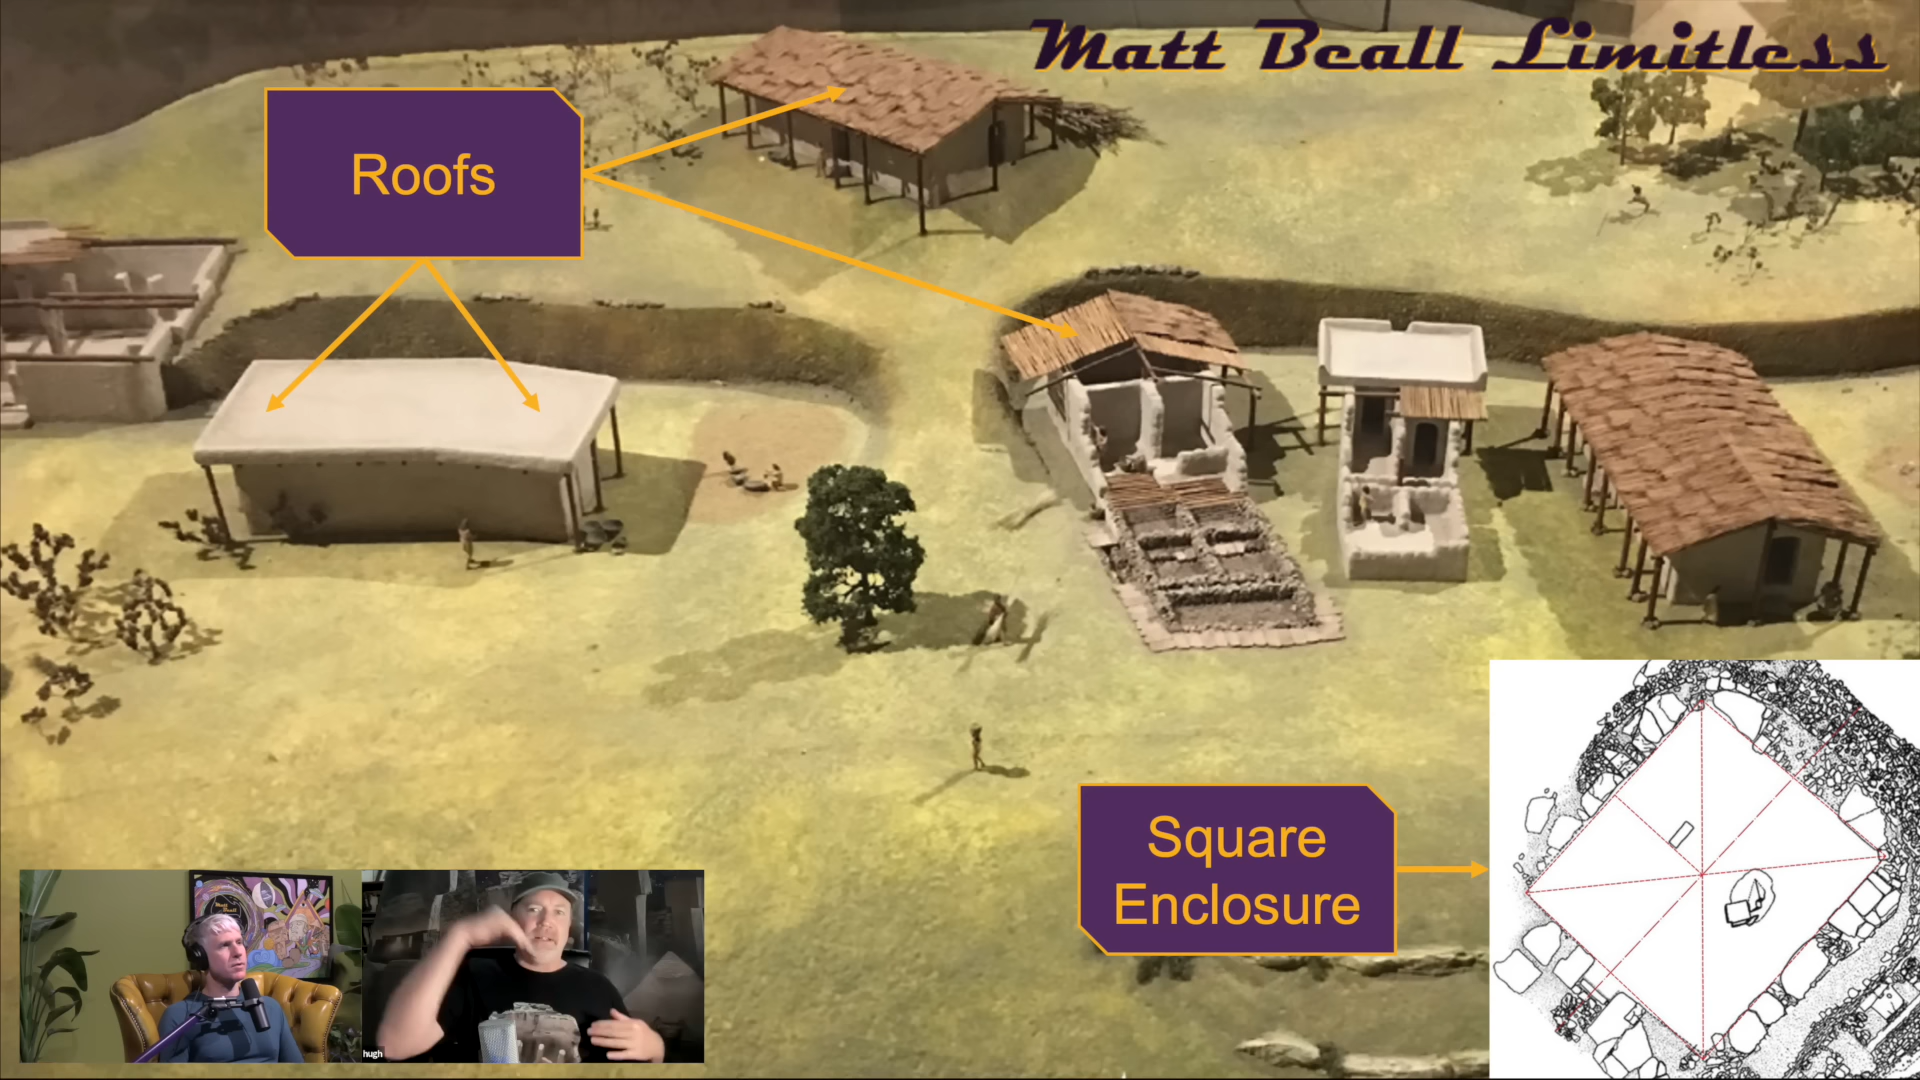 Matt Beall Limitless
Roofs
Square
Enclosure
hugh